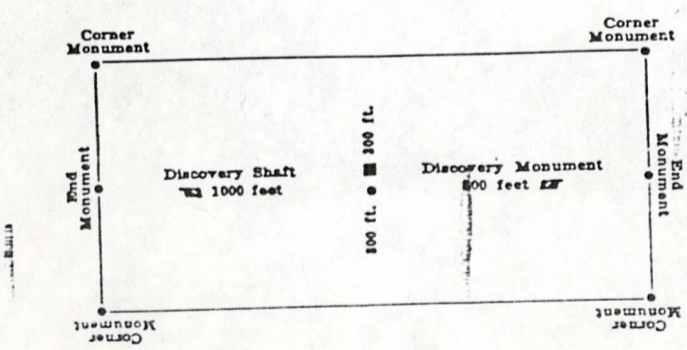 Corner
Monument
Corner
Monument
End
Monument
Discovery Shaft
1000 feet
300 ft.
300 ft.
Discovery Monument
500 feet
End
Monument
Corner
Monument
Corner
Monument